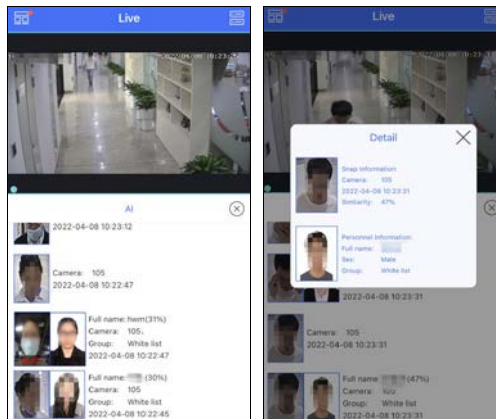 Live
2022/04/08 10:23:
AI
2022-04-08 10:23:12
Camera: 105
2022-04-08 10:22:47
Full name: hwm(31%)
Camera: 105.
Group: White list
2022-04-08 10:22:47
Full name: (30%)
Camera: 105
Group: White list
2022-04-08 10:22:45
Live
Detail
Snap Information:
Camera: 105
2022-04-08 10:23:31
Similarity: 47%
Personnel Information:
Full name:
Sex: Male
Group: White list
2022-04-08 10:23:31
Camera: 105
2022-04-08 10:23:31
Full name: (47%)
Camera: 105
Group: White list
2022-04-08 10:23:31